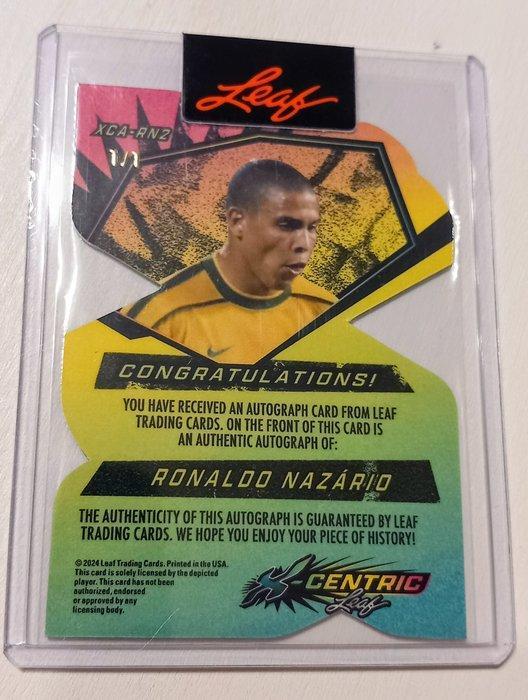 Leaf
XCA-RN2
1/1
CONGRATULATIONS!
YOU HAVE RECEIVED AN AUTOGRAPH CARD FROM LEAF
TRADING CARDS. ON THE FRONT OF THIS CARD IS
AN AUTHENTIC AUTOGRAPH OF:
RONALDO NAZÁRIO
THE AUTHENTICITY OF THIS AUTOGRAPH IS GUARANTEED BY LEAF
TRADING CARDS. WE HOPE YOU ENJOY YOUR PIECE OF HISTORY!
© 2024 Leaf Trading Cards. Printed in the USA.
This card is solely licensed by the depicted
player. This card has not been
authorized, endorsed
or approved by any
licensing body.
X-CENTRIC
Leaf